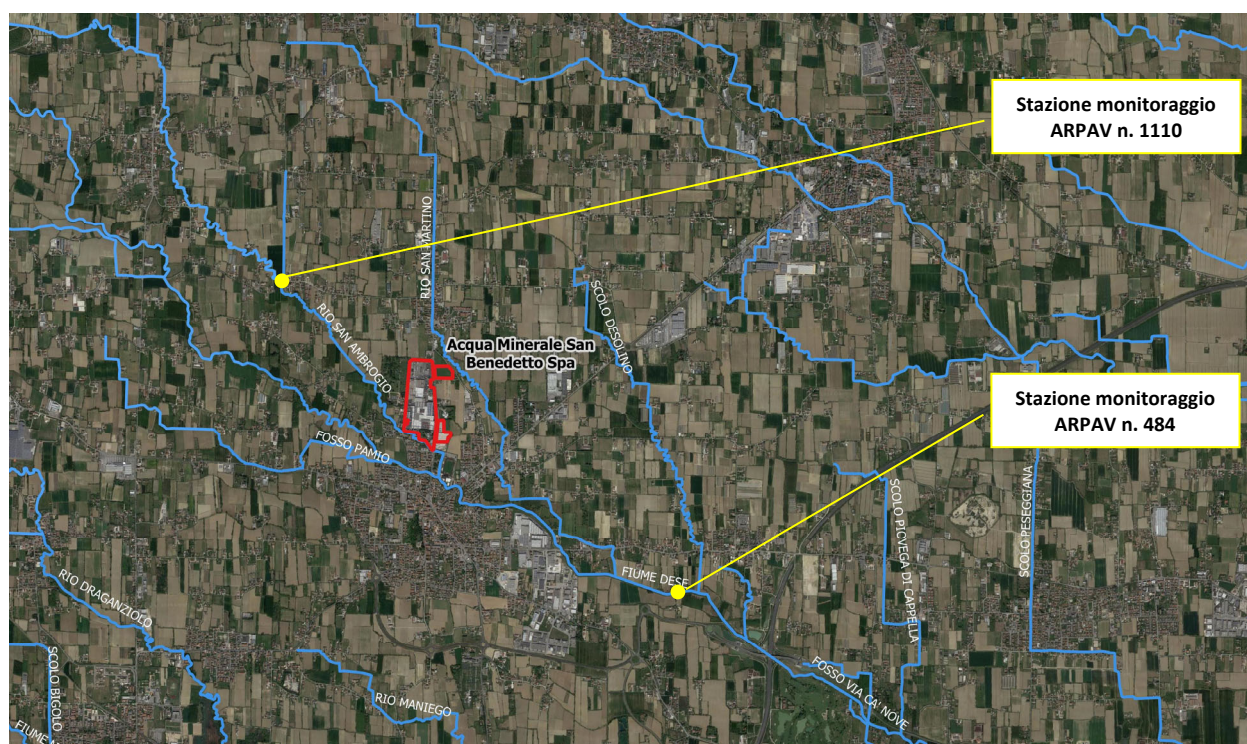 Stazione monitoraggio
ARPAV n. 1110
RIO SAN MARTINO
RIO SAN AMBROGIO
SCOLO DESOLINO
Acqua Minerale San
Benedetto Spa
Stazione monitoraggio
ARPAV n. 484
FOSSO PAMIO
SCOLO PIOVEGA DI CAPPELLA
SCOLO PESEGGIANA
FIUME DESE
RIO DRAGANZIOLO
SCOLO BIGOLO
RIO MANIEGO
FOSSO VIA CA' NOVE
FIUME